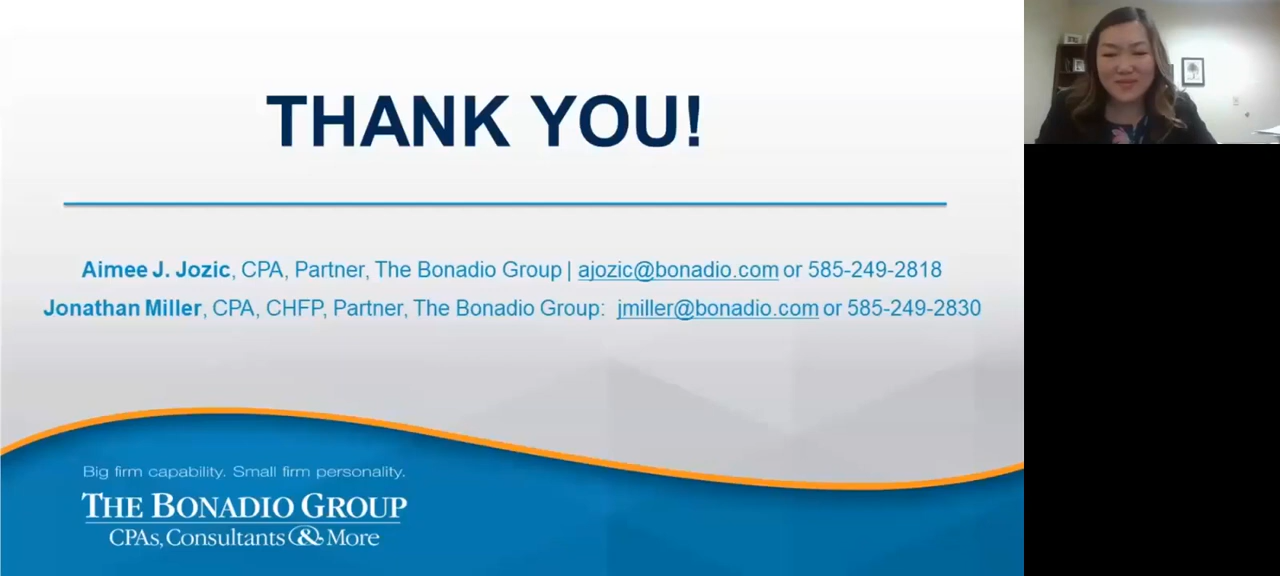 THANK YOU!
Aimee J. Jozic, CPA, Partner, The Bonadio Group | ajozic@bonadio.com or 585-249-2818
Jonathan Miller, CPA, CHFP, Partner, The Bonadio Group: jmiller@bonadio.com or 585-249-2830
Big firm capability. Small firm personality.
THE BONADIO GROUP
CPAs, Consultants & More